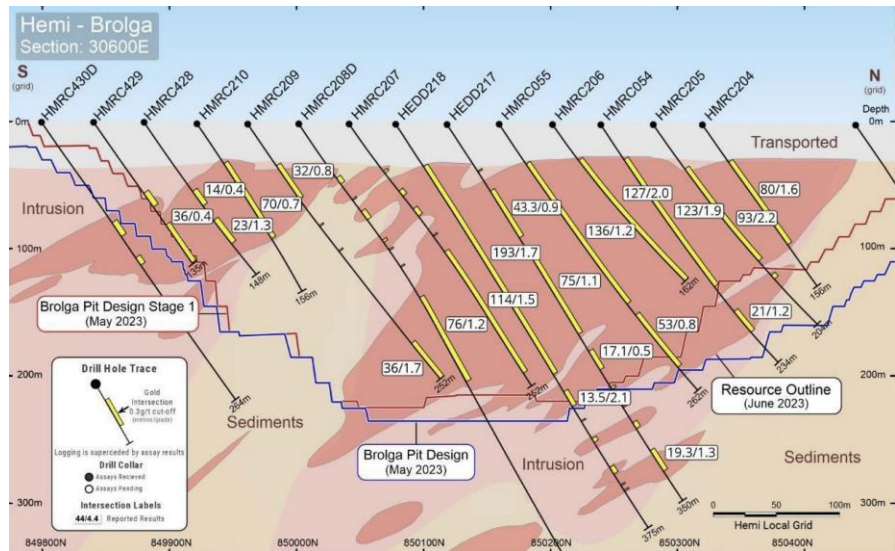 Hemi - Brolga
Section: 30600E
S
(grid)
HMRC430D
HMRC429
HMRC428
HMRC210
HMRC209
HMRC208D
HMRC207
HEDD218
HEDD217
HMRC055
HMRC206
HMRC054
HMRC205
HMRC204
N
(grid)
Depth
0m
0m
Transported
Intrusion
32/0.8
14/0.4
70/0.7
36/0.4
23/1.3
43.3/0.9
127/2.0
80/1.6
123/1.9
93/2.2
136/1.2
193/1.7
100m
100m
135m
148m
156m
75/1.1
162m
156m
114/1.5
Brolga Pit Design Stage 1
(May 2023)
76/1.2
53/0.8
21/1.2
204m
200m
200m
36/1.7
17.1/0.5
234m
252m
252m
262m
264m
13.5/2.1
Resource Outline
(June 2023)
Drill Hole Trace
Gold
Intersection
0.3g/t cut-off
Logging is superceded by assay results
Drill Collar
Assays Recieved
Assays Pending
Intersection Labels
44/4.4 Reported Results
Sediments
Brolga Pit Design
(May 2023)
Intrusion
19.3/1.3
Sediments
300m
300m
350m
375m
0 50 100m
Hemi Local Grid
849800N
849900N
850000N
850100N
850200N
850300N
850400N